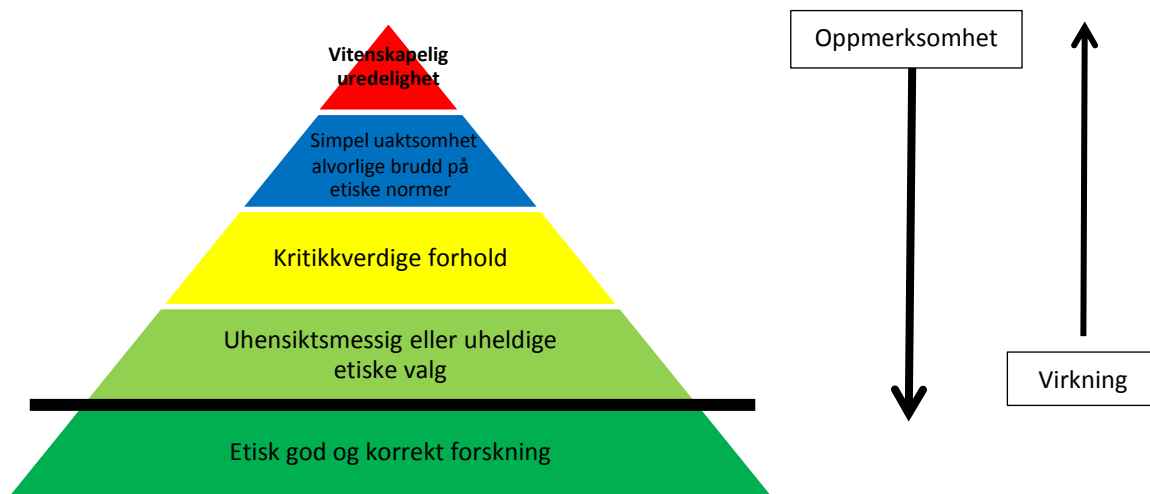 Vitenskapelig
uredelighet
Simpel uaktsomhet
alvorlige brudd på
etiske normer
Kritikkverdige forhold
Uhensiktsmessig eller uheldige
etiske valg
Etisk god og korrekt forskning
Oppmerksomhet
Virkning